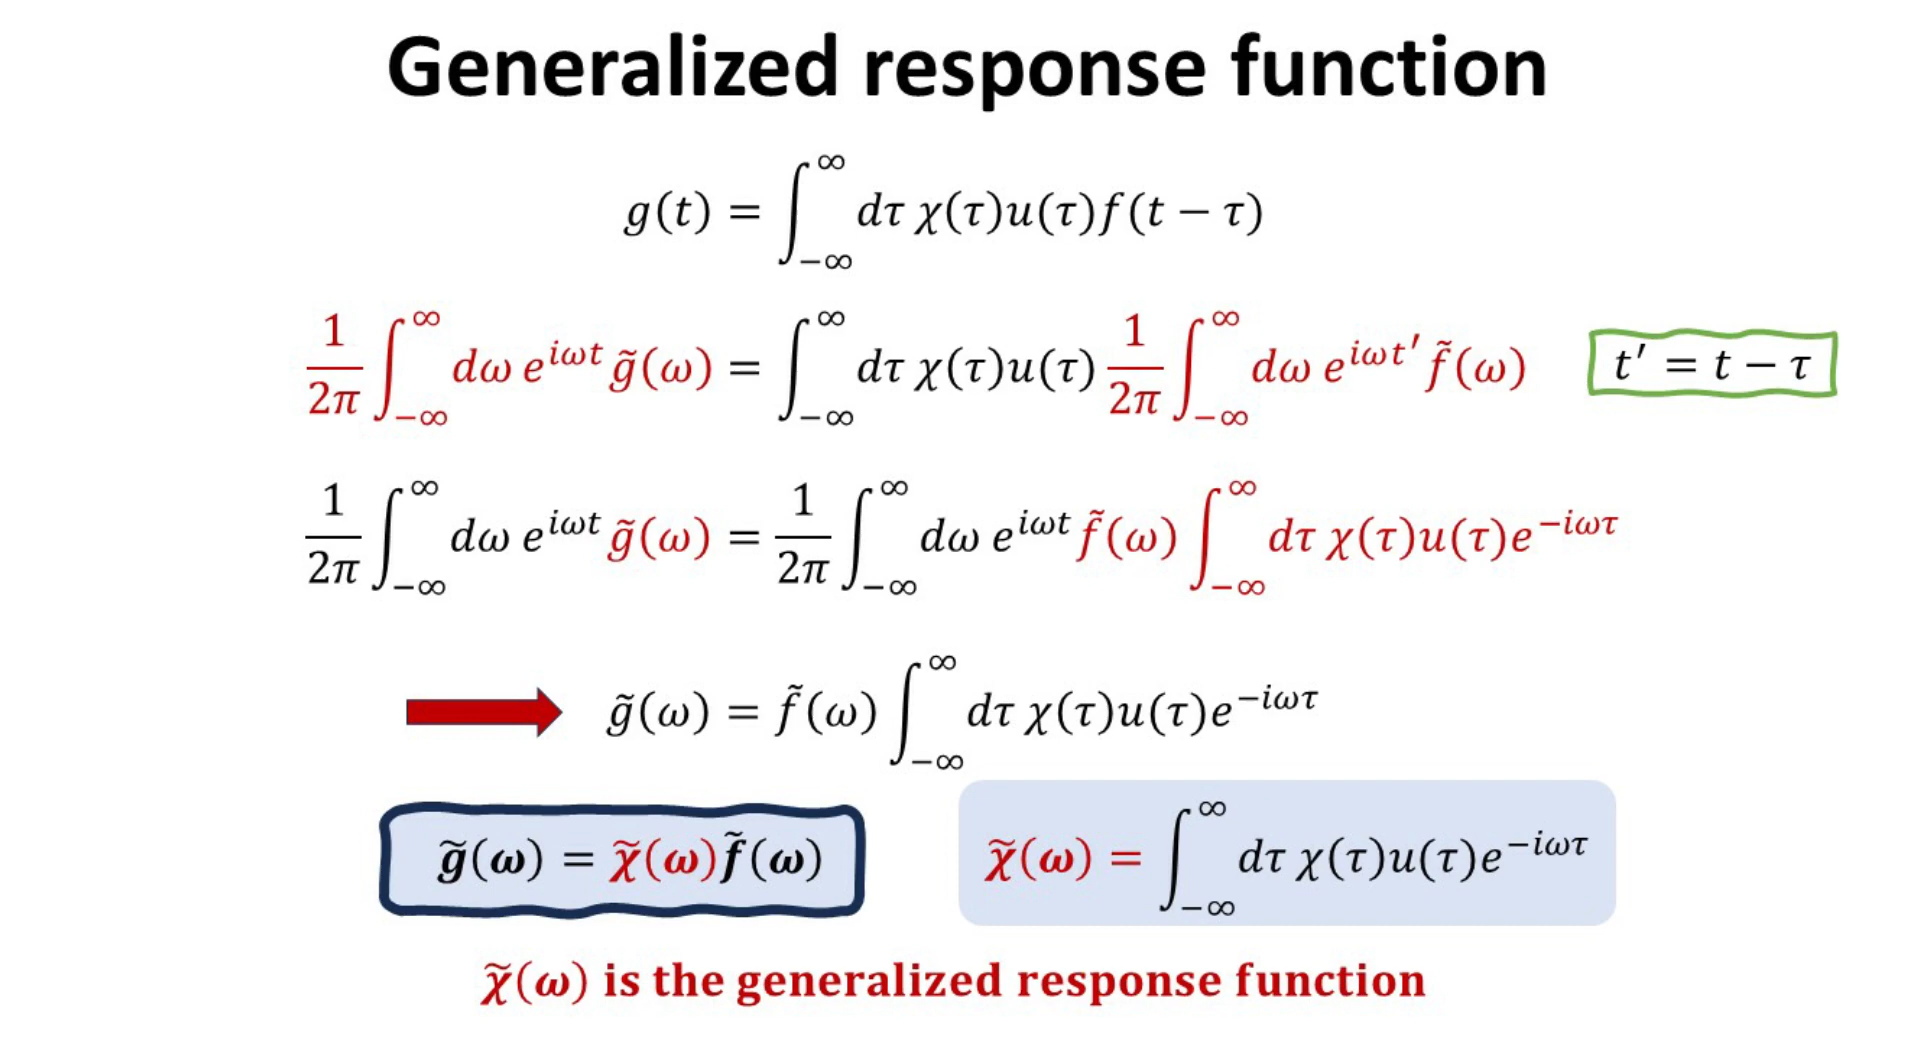 Generalized response function
g(t) = ∫_{−∞}^{∞} dτ χ(τ)u(τ)f(t − τ)
1/2π ∫_{−∞}^{∞} dω e^{iωt} g̃(ω) = ∫_{−∞}^{∞} dτ χ(τ)u(τ) 1/2π ∫_{−∞}^{∞} dω e^{iωt′} f̃(ω) t′ = t − τ
1/2π ∫_{−∞}^{∞} dω e^{iωt} g̃(ω) = 1/2π ∫_{−∞}^{∞} dω e^{iωt} f̃(ω) ∫_{−∞}^{∞} dτ χ(τ)u(τ)e^{−iωτ}
g̃(ω) = f̃(ω) ∫_{−∞}^{∞} dτ χ(τ)u(τ)e^{−iωτ}
g̃(ω) = χ̃(ω)f̃(ω) χ̃(ω) = ∫_{−∞}^{∞} dτ χ(τ)u(τ)e^{−iωτ}
χ̃(ω) is the generalized response function